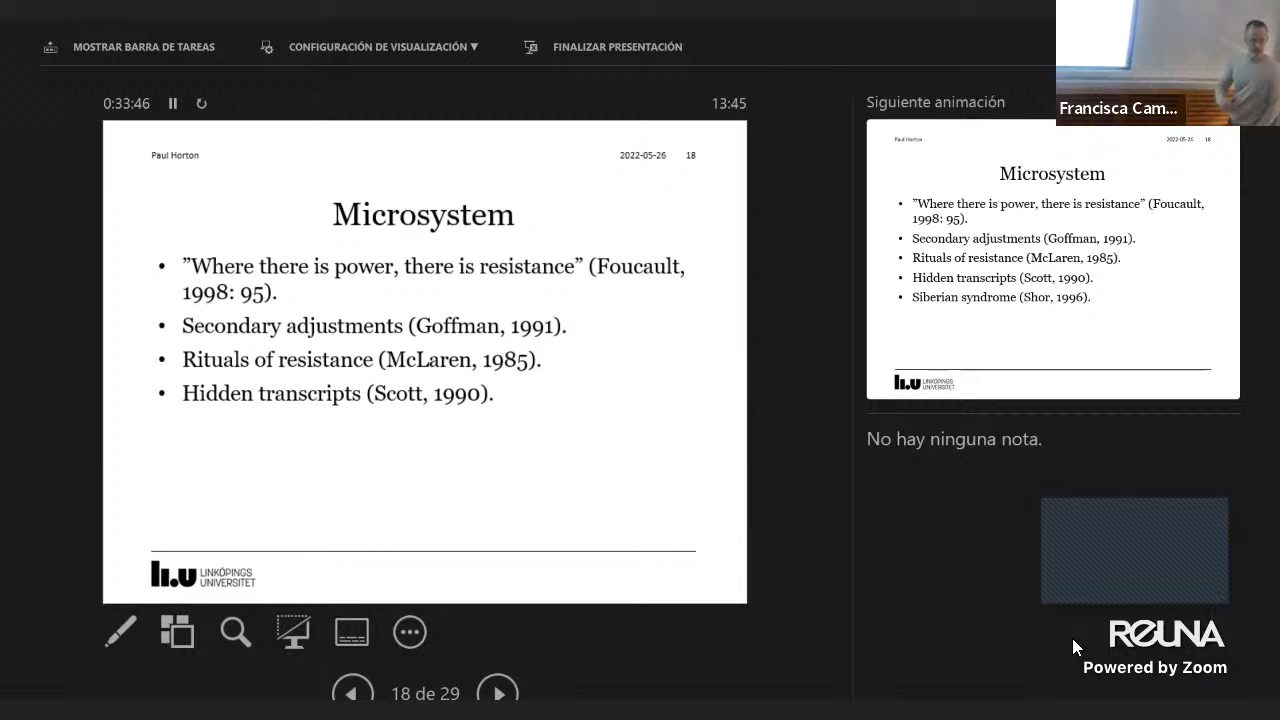 MOSTRAR BARRA DE TAREAS
CONFIGURACIÓN DE VISUALIZACIÓN ▼
FINALIZAR PRESENTACIÓN
Francisca Cam...
0:33:46
13:45
Paul Horton
2022-05-26 18
Microsystem
• ”Where there is power, there is resistance” (Foucault,
1998: 95).
• Secondary adjustments (Goffman, 1991).
• Rituals of resistance (McLaren, 1985).
• Hidden transcripts (Scott, 1990).
LINKÖPINGS
UNIVERSITET
18 de 29
Siguiente animación
Paul Horton
2022-05-26 18
Microsystem
• ”Where there is power, there is resistance” (Foucault,
1998: 95).
• Secondary adjustments (Goffman, 1991).
• Rituals of resistance (McLaren, 1985).
• Hidden transcripts (Scott, 1990).
• Siberian syndrome (Shor, 1996).
LINKÖPINGS
UNIVERSITET
No hay ninguna nota.
REUNA
Powered by Zoom